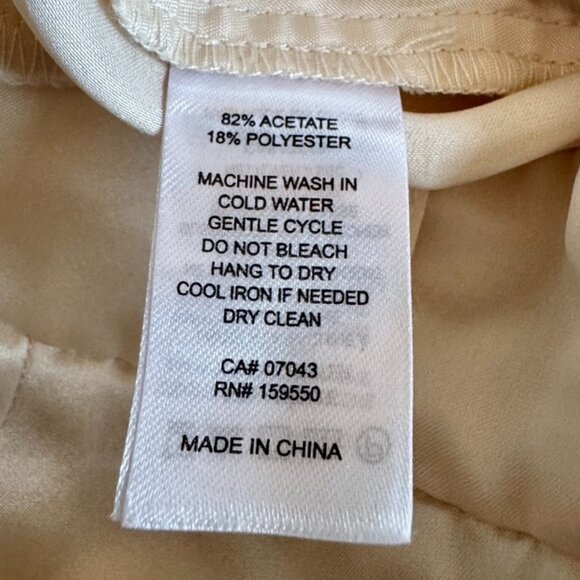 82% ACETATE
18% POLYESTER
MACHINE WASH IN
COLD WATER
GENTLE CYCLE
DO NOT BLEACH
HANG TO DRY
COOL IRON IF NEEDED
DRY CLEAN
CA# 07043
RN# 159550
MADE IN CHINA